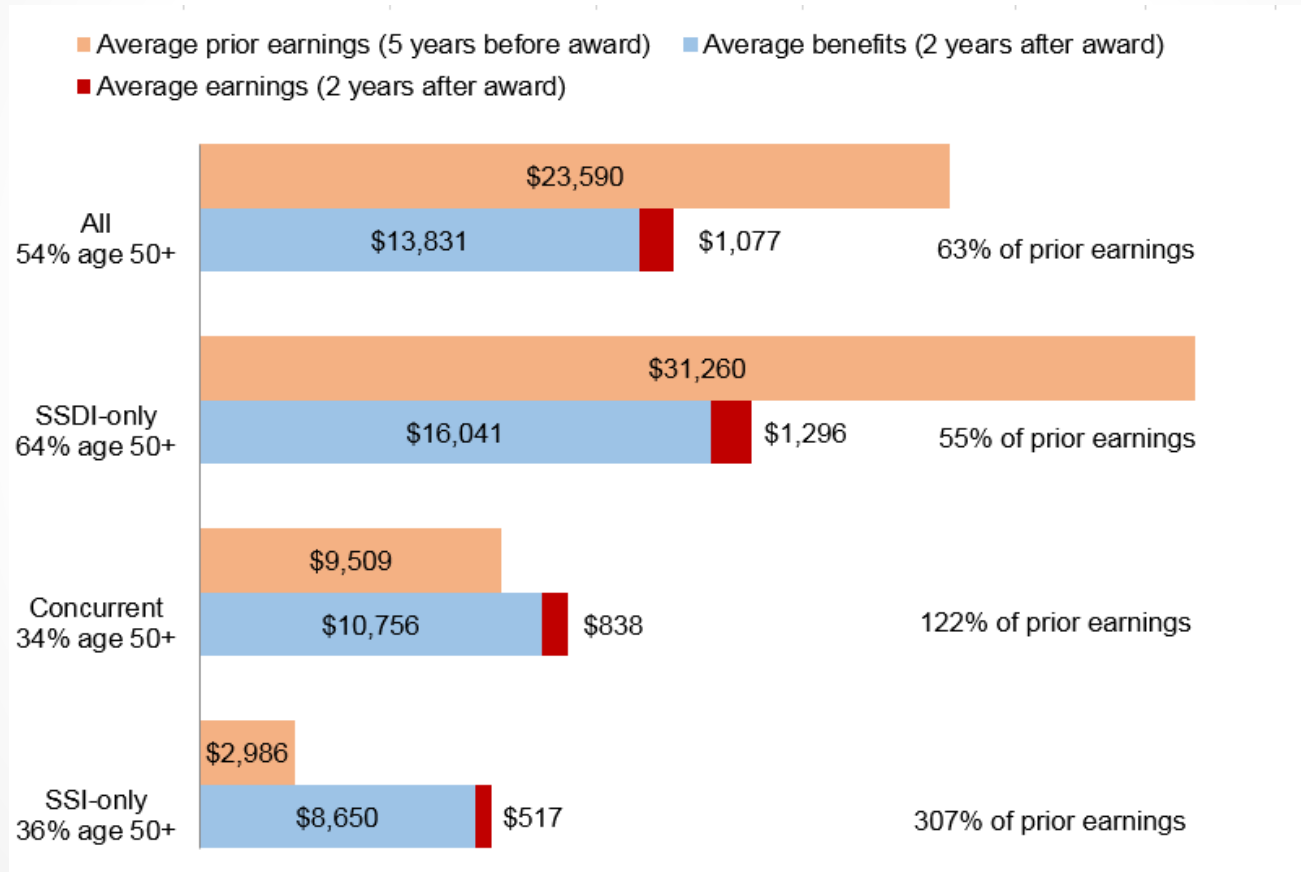 Average prior earnings (5 years before award) Average benefits (2 years after award)
Average earnings (2 years after award)
$23,590
All
54% age 50+
$13,831
$1,077
63% of prior earnings
$31,260
SSDI-only
64% age 50+
$16,041
$1,296
55% of prior earnings
$9,509
Concurrent
34% age 50+
$10,756
$838
122% of prior earnings
$2,986
SSI-only
36% age 50+
$8,650
$517
307% of prior earnings